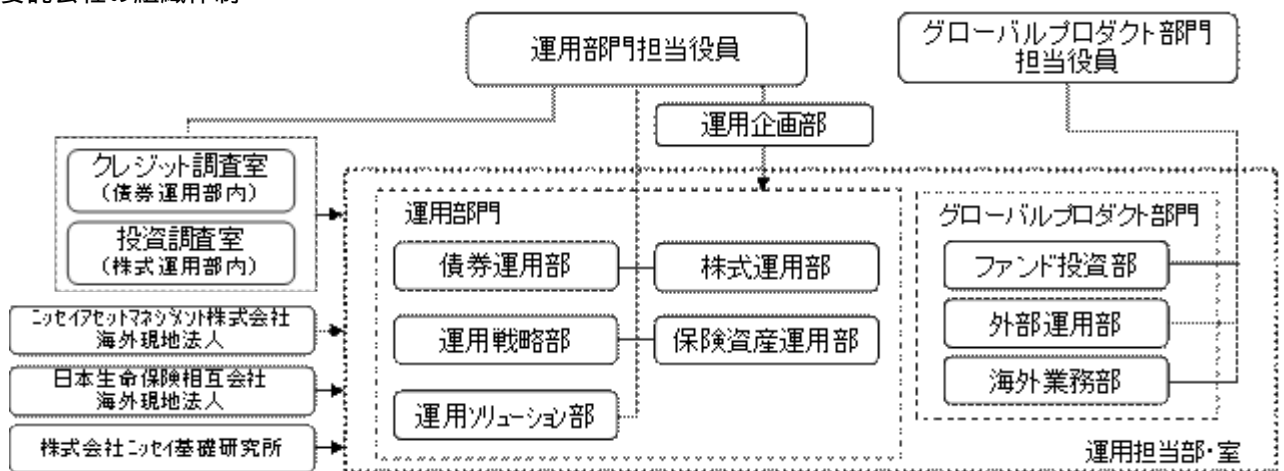 運用部門担当役員
グローバルプロダクト部門
担当役員
運用企画部
クレジット調査室
(債券運用部内)
投資調査室
(株式運用部内)
運用部門
グローバルプロダクト部門
債券運用部
株式運用部
ファンド投資部
ニッセイアセットマネジメント株式会社
海外現地法人
運用戦略部
保険資産運用部
外部運用部
日本生命保険相互会社
海外現地法人
海外業務部
運用ソリューション部
株式会社ニッセイ基礎研究所
運用担当部・室